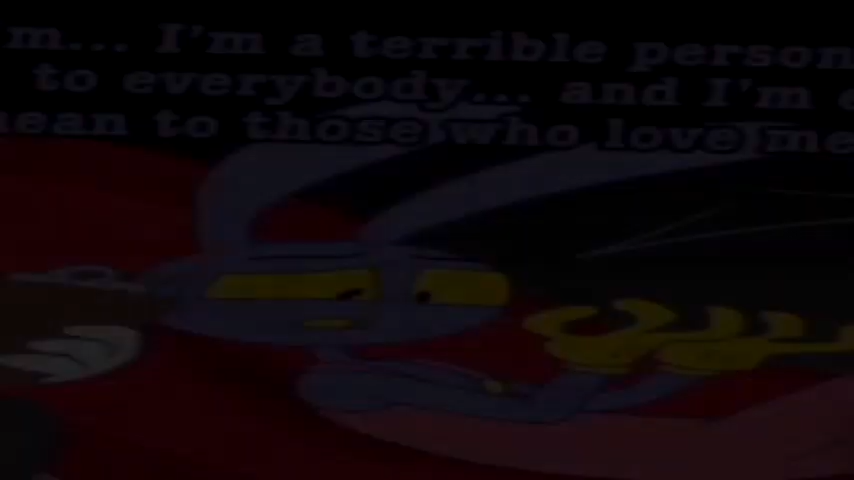 m... I'm a terrible person
to everybody... and I'm e
ean to those who love me